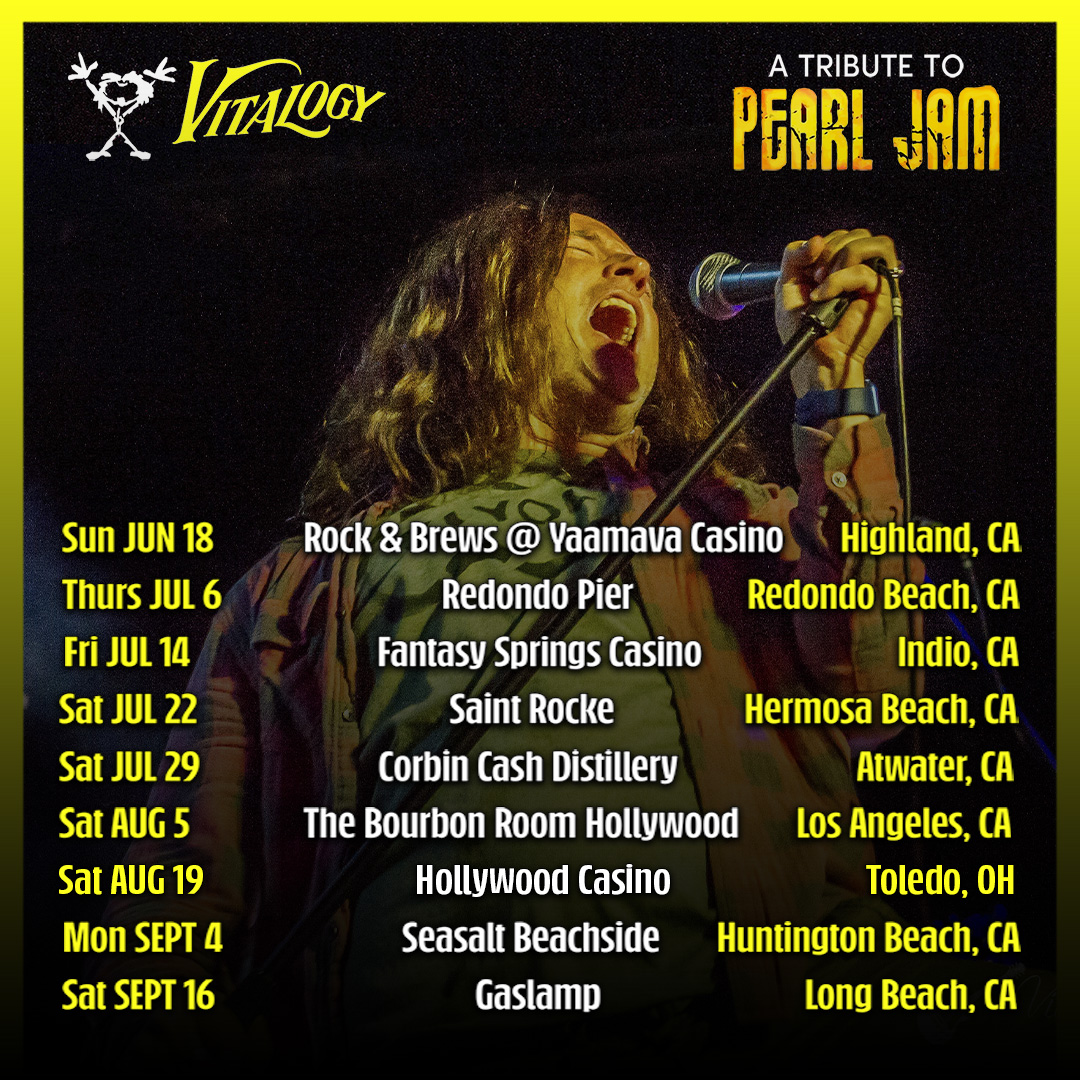 VITALOGY
A TRIBUTE TO
PEARL JAM
Sun JUN 18 Rock & Brews @ Yaamava Casino Highland, CA
Thurs JUL 6 Redondo Pier Redondo Beach, CA
Fri JUL 14 Fantasy Springs Casino Indio, CA
Sat JUL 22 Saint Rocke Hermosa Beach, CA
Sat JUL 29 Corbin Cash Distillery Atwater, CA
Sat AUG 5 The Bourbon Room Hollywood Los Angeles, CA
Sat AUG 19 Hollywood Casino Toledo, OH
Mon SEPT 4 Seasalt Beachside Huntington Beach, CA
Sat SEPT 16 Gaslamp Long Beach, CA